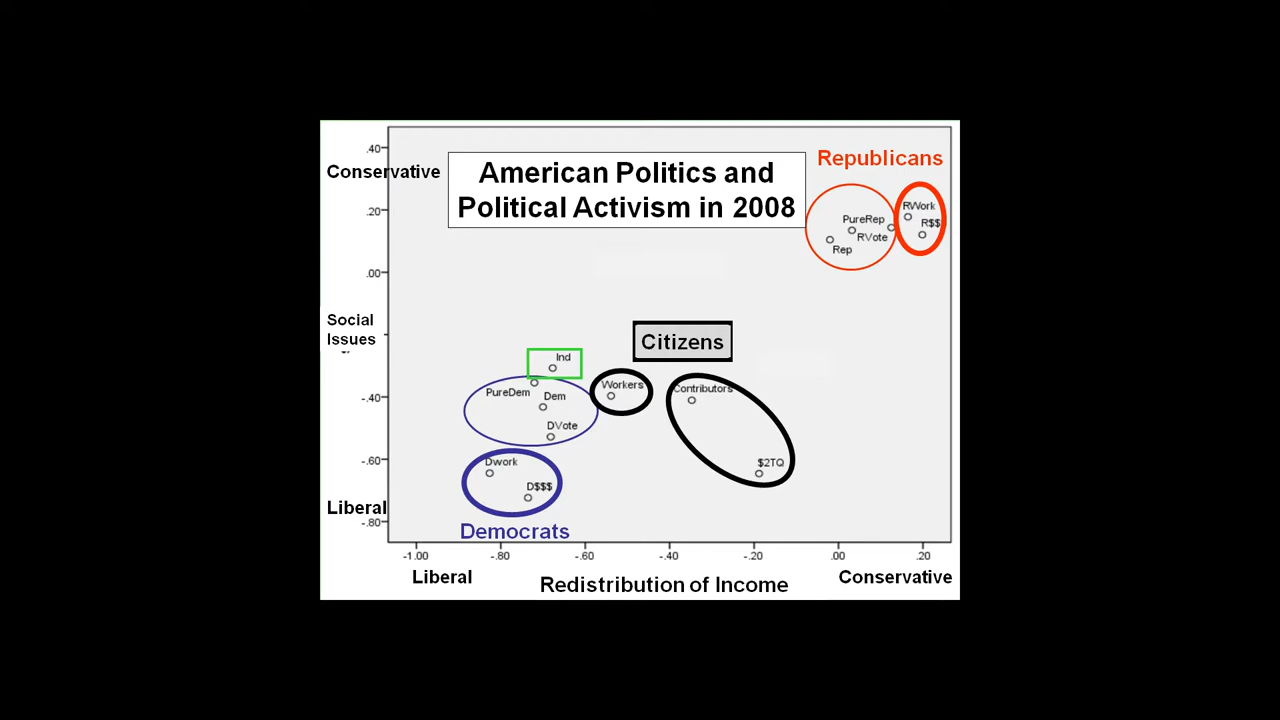 American Politics and
Political Activism in 2008
Republicans
.40
Conservative
.20
.00
Social
Issues
-.40
-.60
Liberal
-.80
RWork
R$$
PureRep
RVote
Rep
Citizens
Ind
PureDem
Dem
DVote
Workers
Contributors
$2TQ
Dwork
D$$$
Democrats
-1.00
-.80
-.60
-.40
-.20
.00
.20
Liberal
Redistribution of Income
Conservative